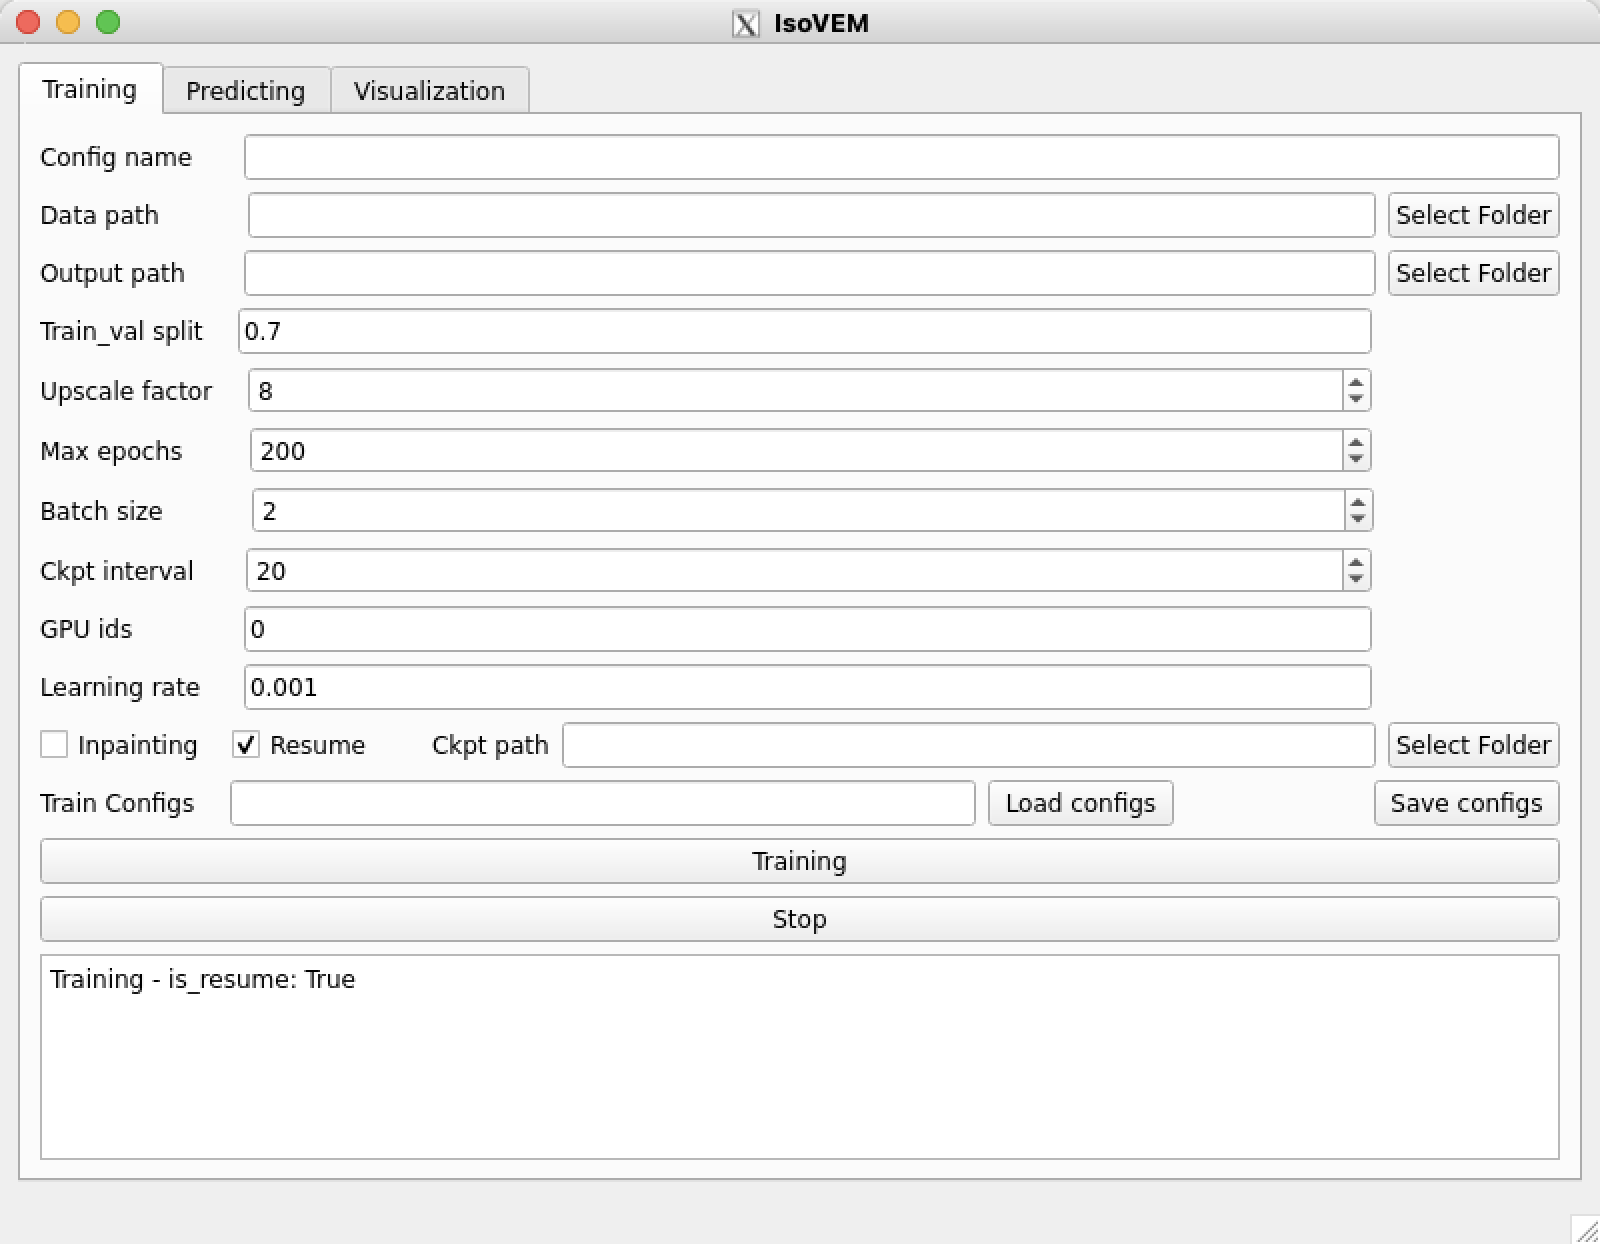 IsoVEM
Training Predicting Visualization
Config name
Data path Select Folder
Output path Select Folder
Train_val split 0.7
Upscale factor 8
Max epochs 200
Batch size 2
Ckpt interval 20
GPU ids 0
Learning rate 0.001
Inpainting Resume Ckpt path Select Folder
Train Configs Load configs Save configs
Training
Stop
Training - is_resume: True